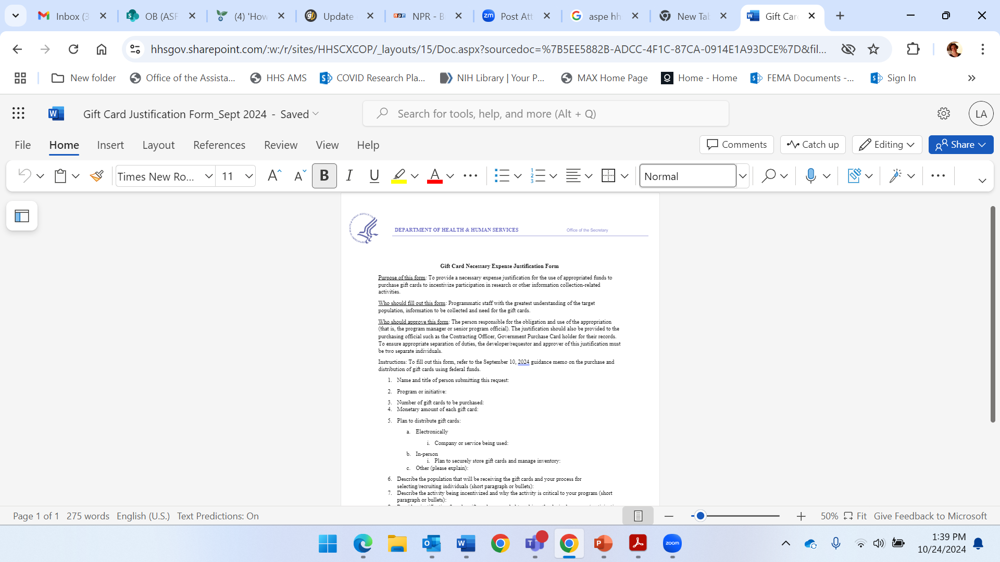 Inbox (3
OB (ASF
(4) 'How
Update
NPR - B
Post Att
aspe hh
New Tab
Gift Car
hhsgov.sharepoint.com/:w:/r/sites/HHSCXCOP/_layouts/15/Doc.aspx?sourcedoc=%7B5EE5882B-ADCC-4F1C-87CA-0914E1A93DCE%7D&fil...
New folder
Office of the Assista...
HHS AMS
COVID Research Pla...
NIH Library | Your P...
MAX Home Page
Home - Home
FEMA Documents -...
Sign In
Gift Card Justification Form_Sept 2024 - Saved
Search for tools, help, and more (Alt + Q)
LA
File Home Insert Layout References Review View Help
Comments
Catch up
Editing
Share
Times New Ro... 11
Normal
DEPARTMENT OF HEALTH & HUMAN SERVICES
Office of the Secretary
Gift Card Necessary Expense Justification Form
Purpose of this form: To provide a necessary expense justification for the use of appropriated funds to
purchase gift cards to incentivize participation in research or other information collection-related
activities.
Who should fill out this form: Programmatic staff with the greatest understanding of the target
population, information to be collected and need for the gift cards.
Who should approve this form: The person responsible for the obligation and use of the appropriation
(that is, the program manager or senior program official). The justification should also be provided to the
purchasing official such as the Contracting Officer, Government Purchase Card holder for their records.
To ensure appropriate separation of duties, the developer/requestor and approver of this justification must
be two separate individuals.
Instructions: To fill out this form, refer to the September 10, 2024 guidance memo on the purchase and
distribution of gift cards using federal funds.
1. Name and title of person submitting this request:
2. Program or initiative:
3. Number of gift cards to be purchased:
4. Monetary amount of each gift card:
5. Plan to distribute gift cards:
a. Electronically
i. Company or service being used:
b. In-person
i. Plan to securely store gift cards and manage inventory:
c. Other (please explain):
6. Describe the population that will be receiving the gift cards and your process for
selecting/recruiting individuals (short paragraph or bullets):
7. Describe the activity being incentivized and why the activity is critical to your program (short
paragraph or bullets):
Page 1 of 1 275 words English (U.S.) Text Predictions: On
50% Fit Give Feedback to Microsoft
zoom
1:39 PM
10/24/2024